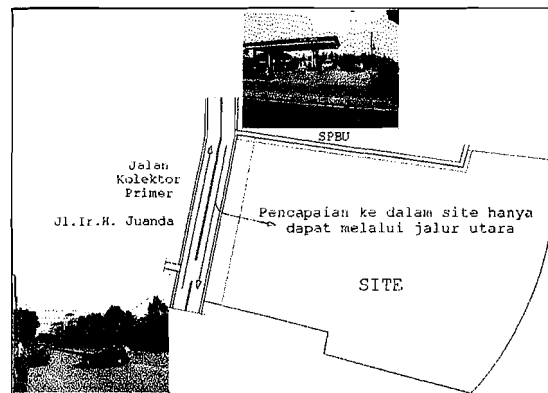 SPBU
Jalan
Kolektor
Primer
Jl.Ir.H. Juanda
Pencapaian ke dalam site hanya
dapat melalui jalur utara
SITE